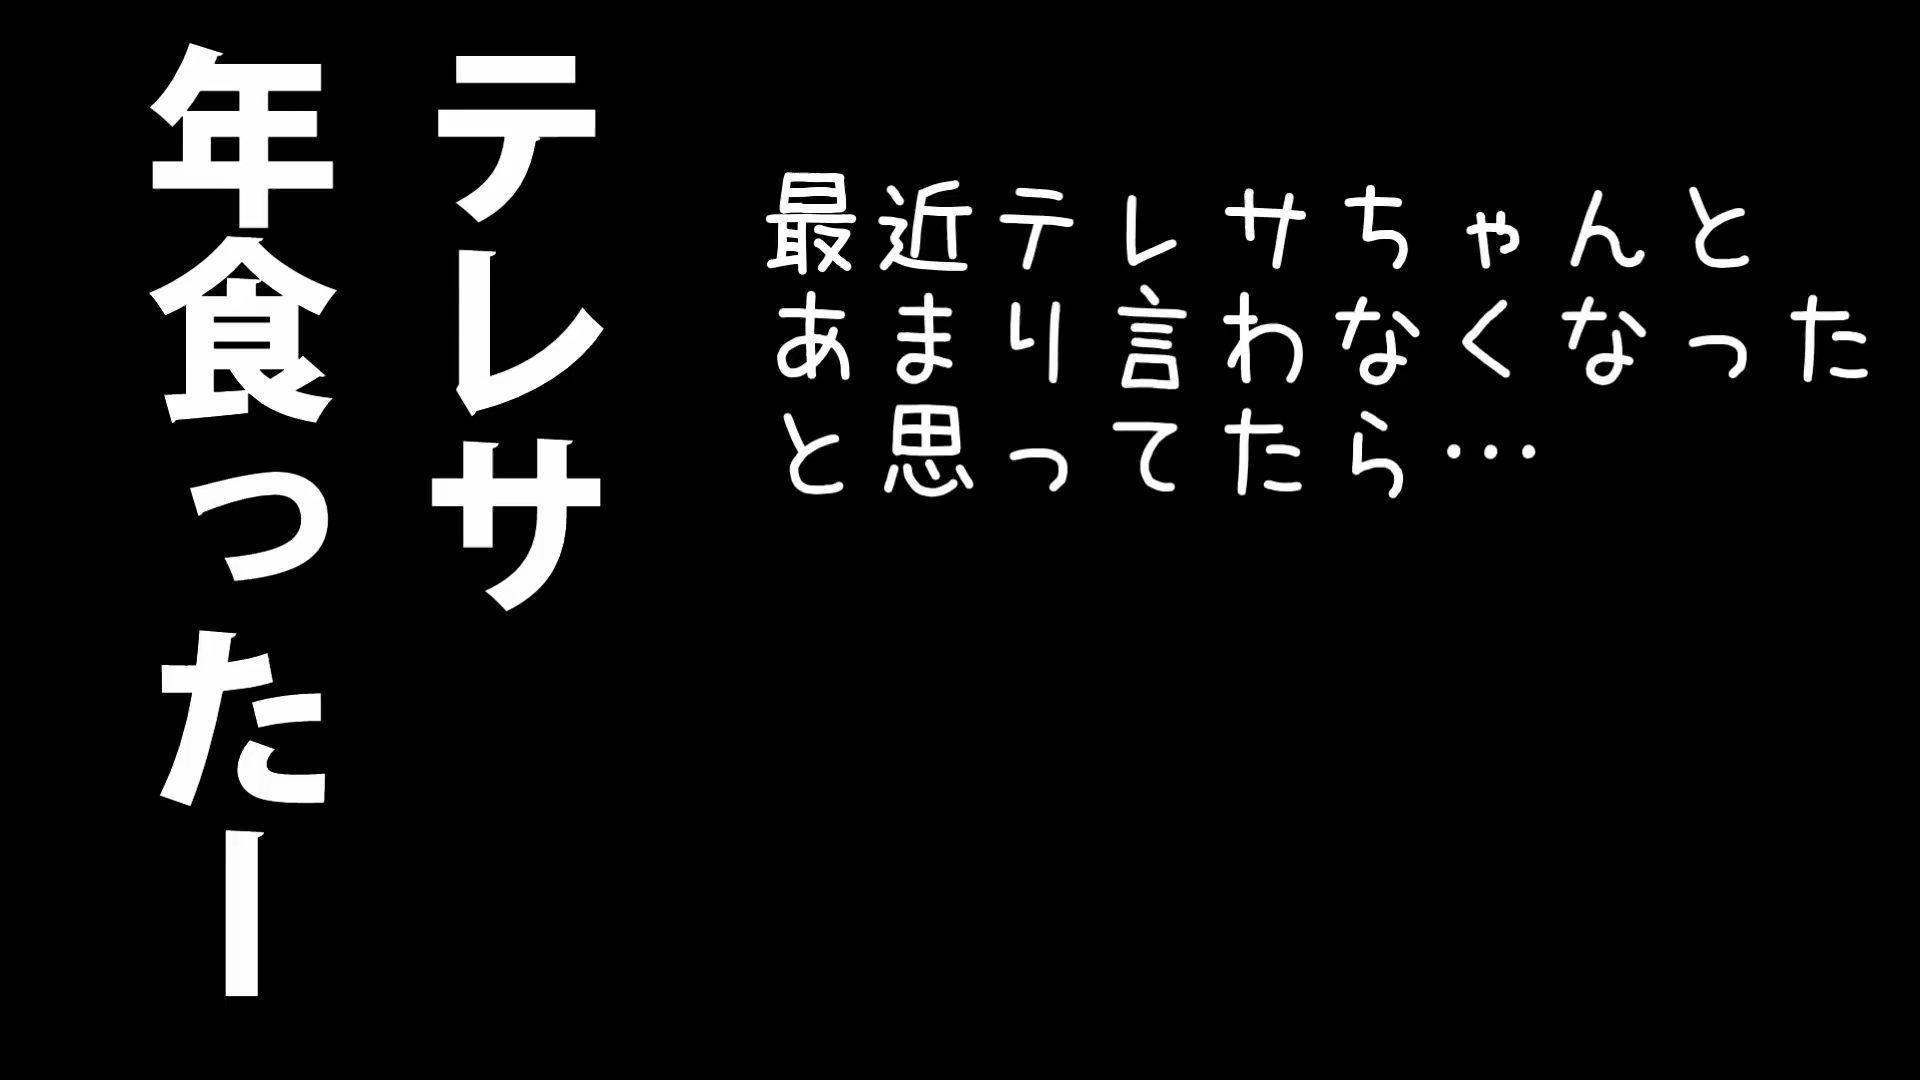 テレサ
年食ったー
最近テレサちゃんと
あまり言わなくなった
と思ってたら…